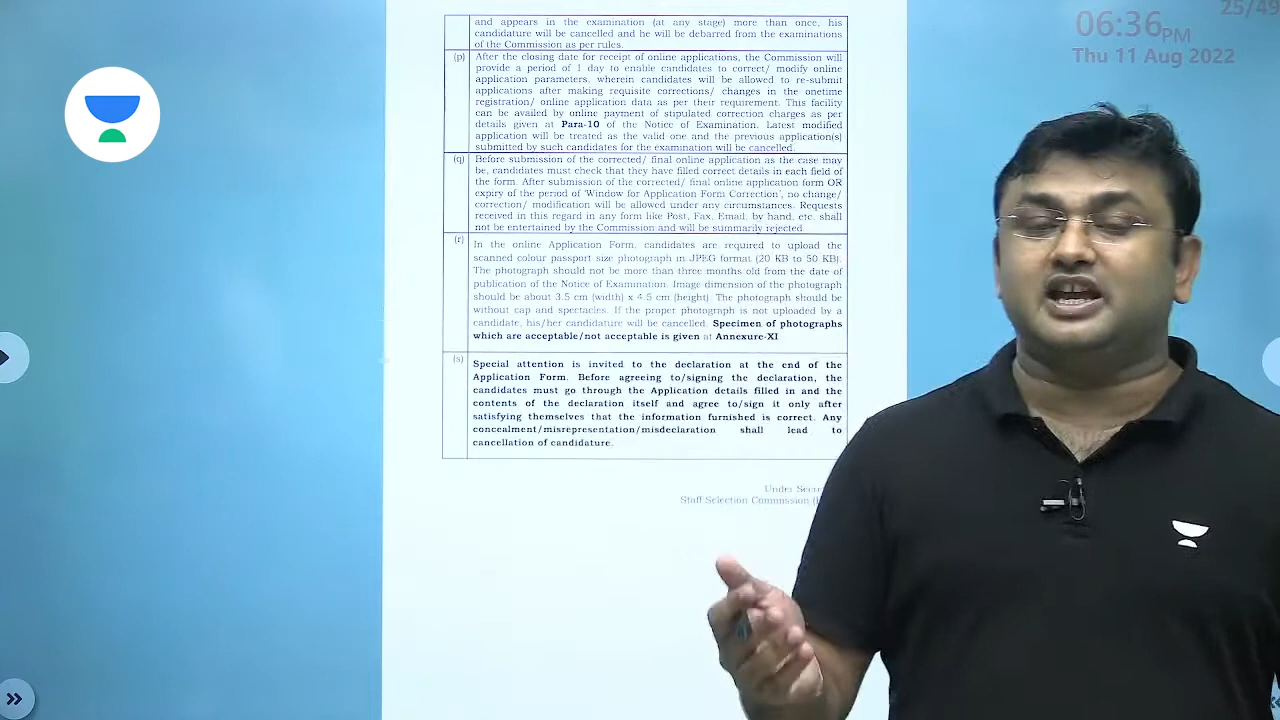 25/49
06:36PM
Thu 11 Aug 2022
and appears in the examination (at any stage) more than once, his
candidature will be cancelled and he will be debarred from the examinations
of the Commission as per rules.
(p) After the closing date for receipt of online applications, the Commission will
provide a period of 1 day to enable candidates to correct/ modify online
application parameters, wherein candidates will be allowed to re-submit
applications after making requisite corrections/ changes in the onetime
registration/ online application data as per their requirement. This facility
can be availed by online payment of stipulated correction charges as per
details given at Para-10 of the Notice of Examination. Latest modified
application will be treated as the valid one and the previous application(s)
submitted by such candidates for the examination will be cancelled.
(q) Before submission of the corrected/ final online application as the case may
be, candidates must check that they have filled correct details in each field of
the form. After submission of the corrected/ final online application form OR
expiry of the period of 'Window for Application Form Correction', no change/
correction/ modification will be allowed under any circumstances. Requests
received in this regard in any form like Post, Fax, Email, by hand, etc. shall
not be entertained by the Commission and will be summarily rejected.
(r) In the online Application Form, candidates are required to upload the
scanned colour passport size photograph in JPEG format (20 KB to 50 KB).
The photograph should not be more than three months old from the date of
publication of the Notice of Examination. Image dimension of the photograph
should be about 3.5 cm (width) x 4.5 cm (height). The photograph should be
without cap and spectacles. If the proper photograph is not uploaded by a
candidate, his/her candidature will be cancelled. Specimen of photographs
which are acceptable/not acceptable is given at Annexure-XI
(s) Special attention is invited to the declaration at the end of the
Application Form. Before agreeing to/signing the declaration, the
candidates must go through the Application details filled in and the
contents of the declaration itself and agree to/sign it only after
satisfying themselves that the information furnished is correct. Any
concealment/misrepresentation/misdeclaration shall lead to
cancellation of candidature.
Under
Staff Selection Commission